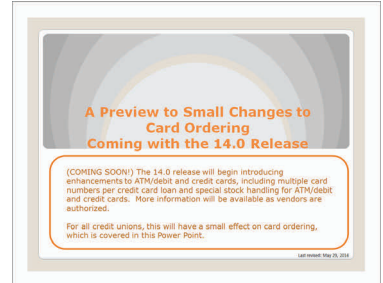 A Preview to Small Changes to
Card Ordering
Coming with the 14.0 Release
(COMING SOON!) The 14.0 release will begin introducing
enhancements to ATM/debit and credit cards, including multiple card
numbers per credit card loan and special stock handling for ATM/debit
and credit cards.  More information will be available as vendors are
authorized.
For all credit unions, this will have a small effect on card ordering,
which is covered in this Power Point.
Last revised: May 29, 2014